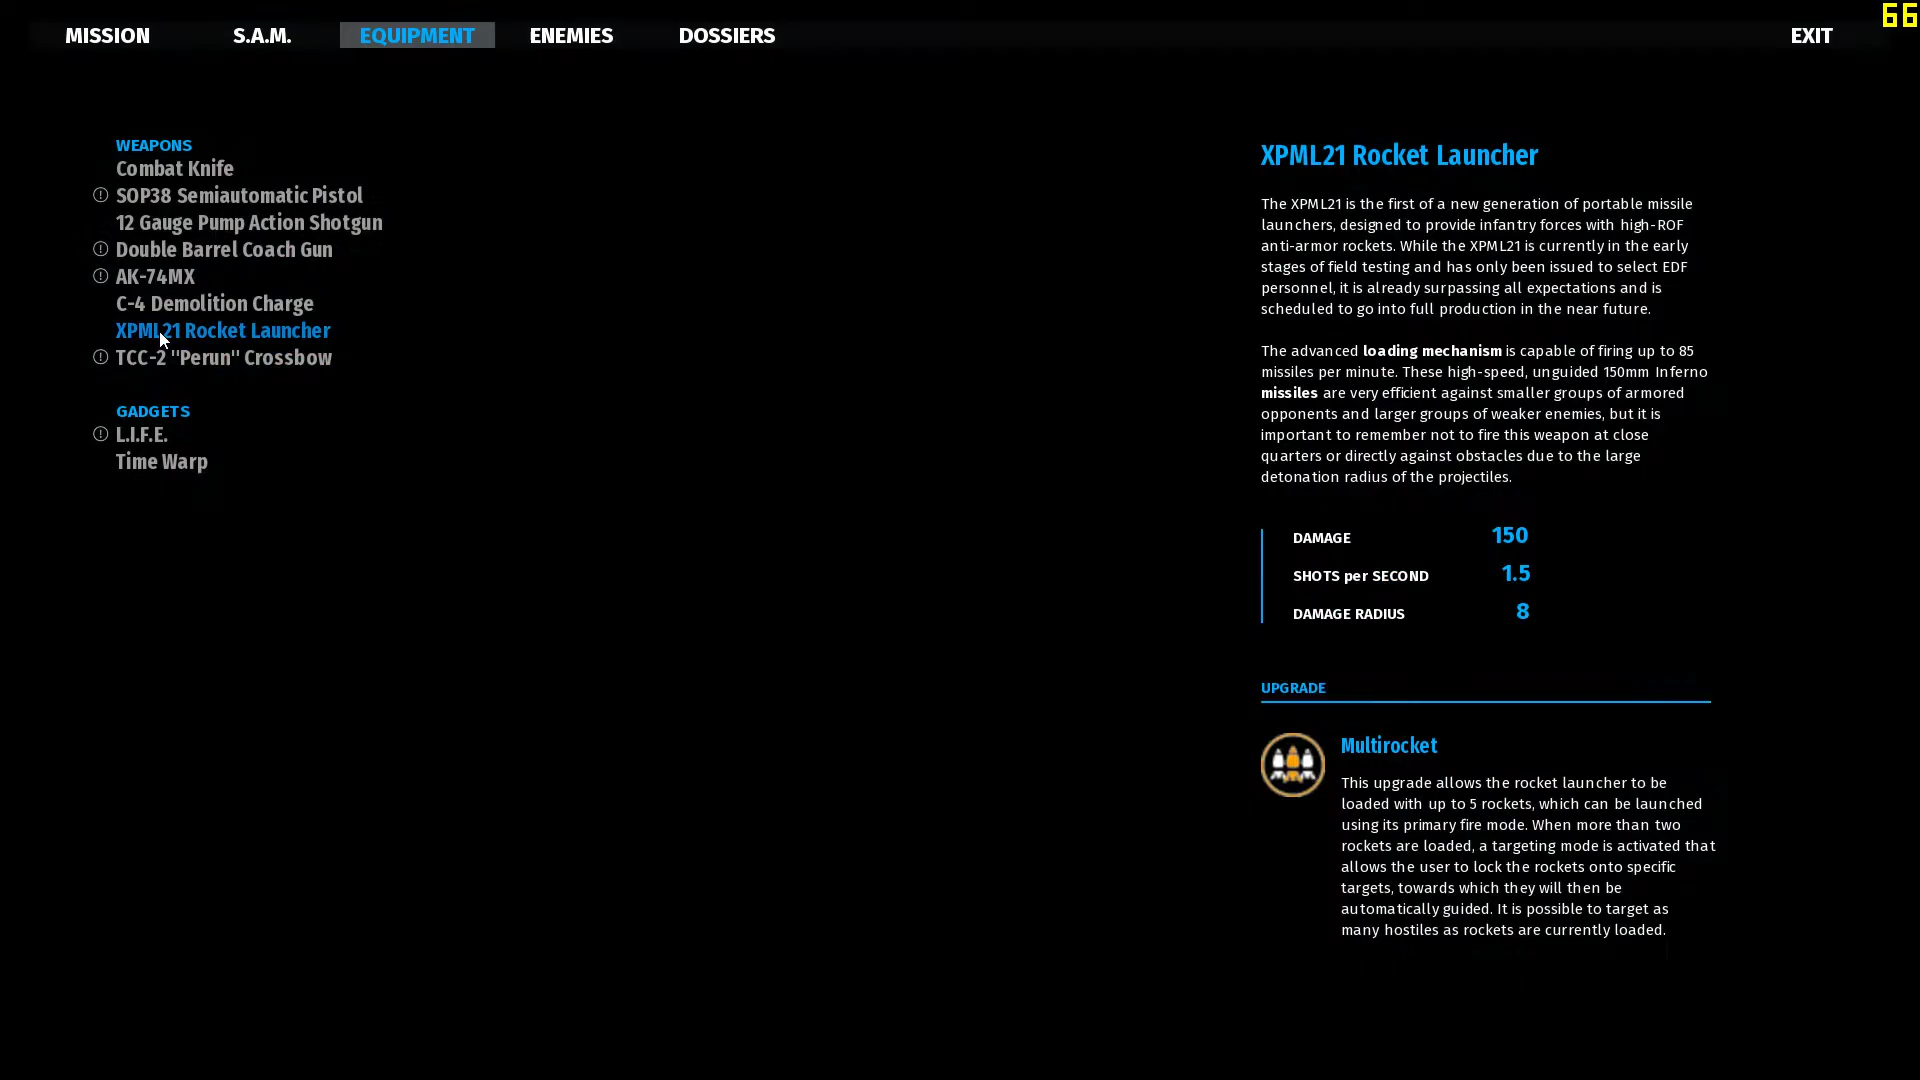 MISSION S.A.M. EQUIPMENT ENEMIES DOSSIERS EXIT 66
WEAPONS
Combat Knife
SOP38 Semiautomatic Pistol
12 Gauge Pump Action Shotgun
Double Barrel Coach Gun
AK-74MX
C-4 Demolition Charge
XPML21 Rocket Launcher
TCC-2 "Perun" Crossbow
GADGETS
L.I.F.E.
Time Warp
XPML21 Rocket Launcher
The XPML21 is the first of a new generation of portable missile
launchers, designed to provide infantry forces with high-ROF
anti-armor rockets. While the XPML21 is currently in the early
stages of field testing and has only been issued to select EDF
personnel, it is already surpassing all expectations and is
scheduled to go into full production in the near future.
The advanced loading mechanism is capable of firing up to 85
missiles per minute. These high-speed, unguided 150mm Inferno
missiles are very efficient against smaller groups of armored
opponents and larger groups of weaker enemies, but it is
important to remember not to fire this weapon at close
quarters or directly against obstacles due to the large
detonation radius of the projectiles.
DAMAGE 150
SHOTS per SECOND 1.5
DAMAGE RADIUS 8
UPGRADE
Multirocket
This upgrade allows the rocket launcher to be
loaded with up to 5 rockets, which can be launched
using its primary fire mode. When more than two
rockets are loaded, a targeting mode is activated that
allows the user to lock the rockets onto specific
targets, towards which they will then be
automatically guided. It is possible to target as
many hostiles as rockets are currently loaded.